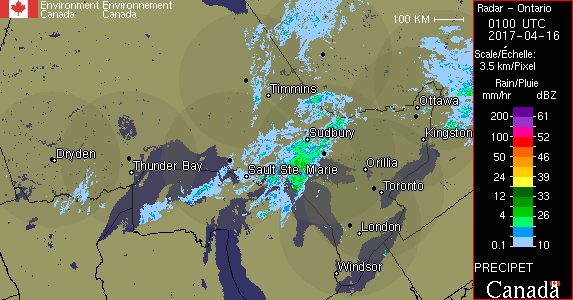 Environment Environnement
Canada Canada
100 KM
Timmins
Ottawa
Sudbury
Kingston
Dryden
Thunder Bay
Sault Ste. Marie
Orillia
Toronto
London
Windsor
Radar - Ontario
0100 UTC
2017-04-16
Scale/Échelle:
3.5 km/Pixel
Rain/Pluie
mm/hr dBZ
200 61
100 52
50 46
24 39
12 34
4 26
0.1 10
PRECIPET
Canada